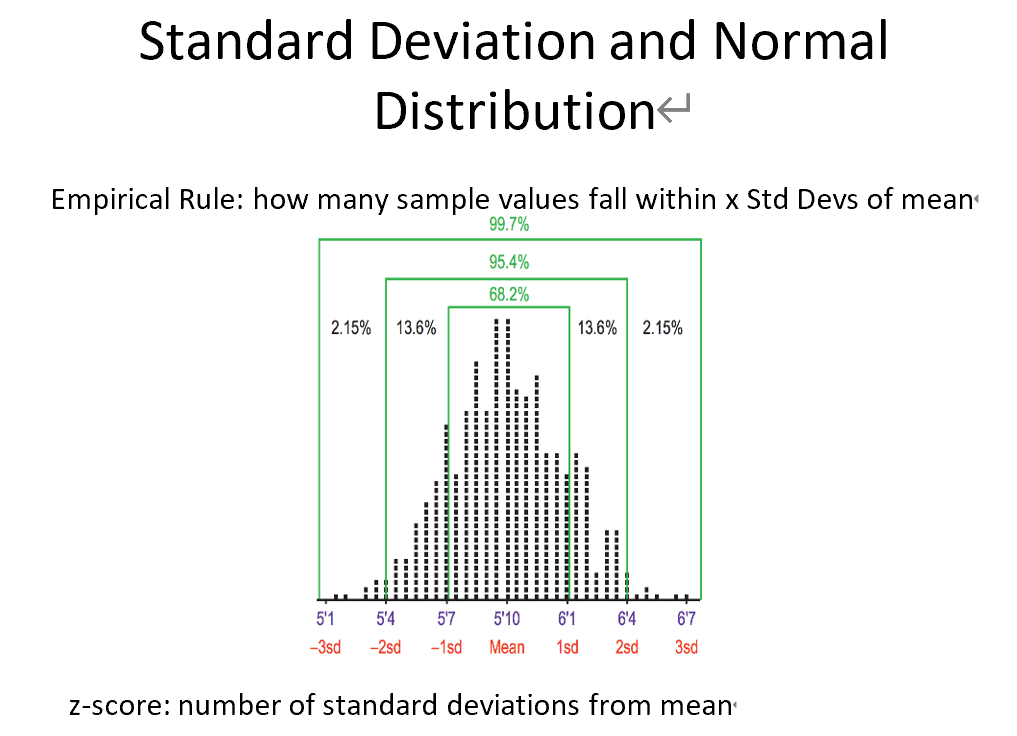 Standard Deviation and Normal
Distribution
Empirical Rule: how many sample values fall within x Std Devs of mean
99.7%
95.4%
68.2%
2.15% 13.6% 13.6% 2.15%
5'1 5'4 5'7 5'10 6'1 6'4 6'7
–3sd –2sd –1sd Mean 1sd 2sd 3sd
z-score: number of standard deviations from mean